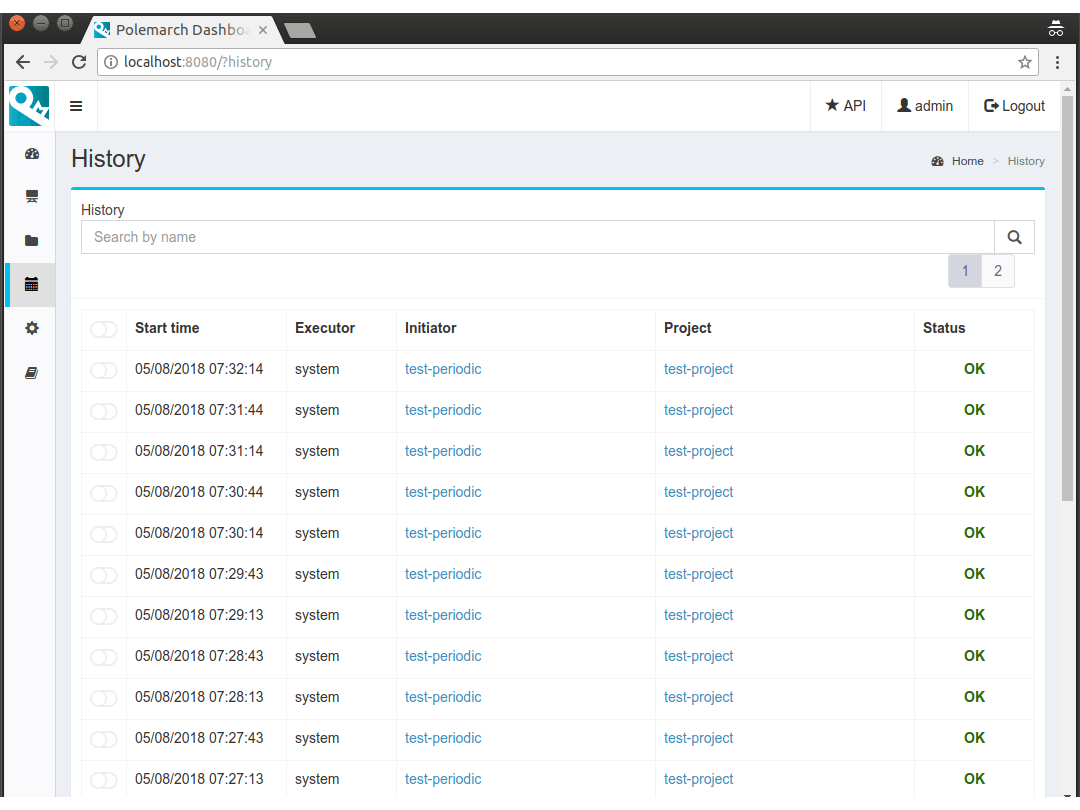 Polemarch Dashboa
localhost:8080/?history
API admin Logout
History Home > History
History
Search by name
1 2
Start time Executor Initiator Project Status
05/08/2018 07:32:14 system test-periodic test-project OK
05/08/2018 07:31:44 system test-periodic test-project OK
05/08/2018 07:31:14 system test-periodic test-project OK
05/08/2018 07:30:44 system test-periodic test-project OK
05/08/2018 07:30:14 system test-periodic test-project OK
05/08/2018 07:29:43 system test-periodic test-project OK
05/08/2018 07:29:13 system test-periodic test-project OK
05/08/2018 07:28:43 system test-periodic test-project OK
05/08/2018 07:28:13 system test-periodic test-project OK
05/08/2018 07:27:43 system test-periodic test-project OK
05/08/2018 07:27:13 system test-periodic test-project OK